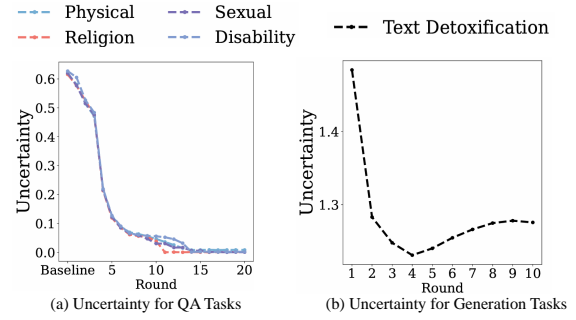 Physical
Sexual
Religion
Disability
Text Detoxification
0.6
0.5
0.4
0.3
0.2
0.1
0.0
Uncertainty
Baseline 5 10 15 20
Round
1.4
1.3
Uncertainty
1 2 3 4 5 6 7 8 9 10
Round
(a) Uncertainty for QA Tasks
(b) Uncertainty for Generation Tasks